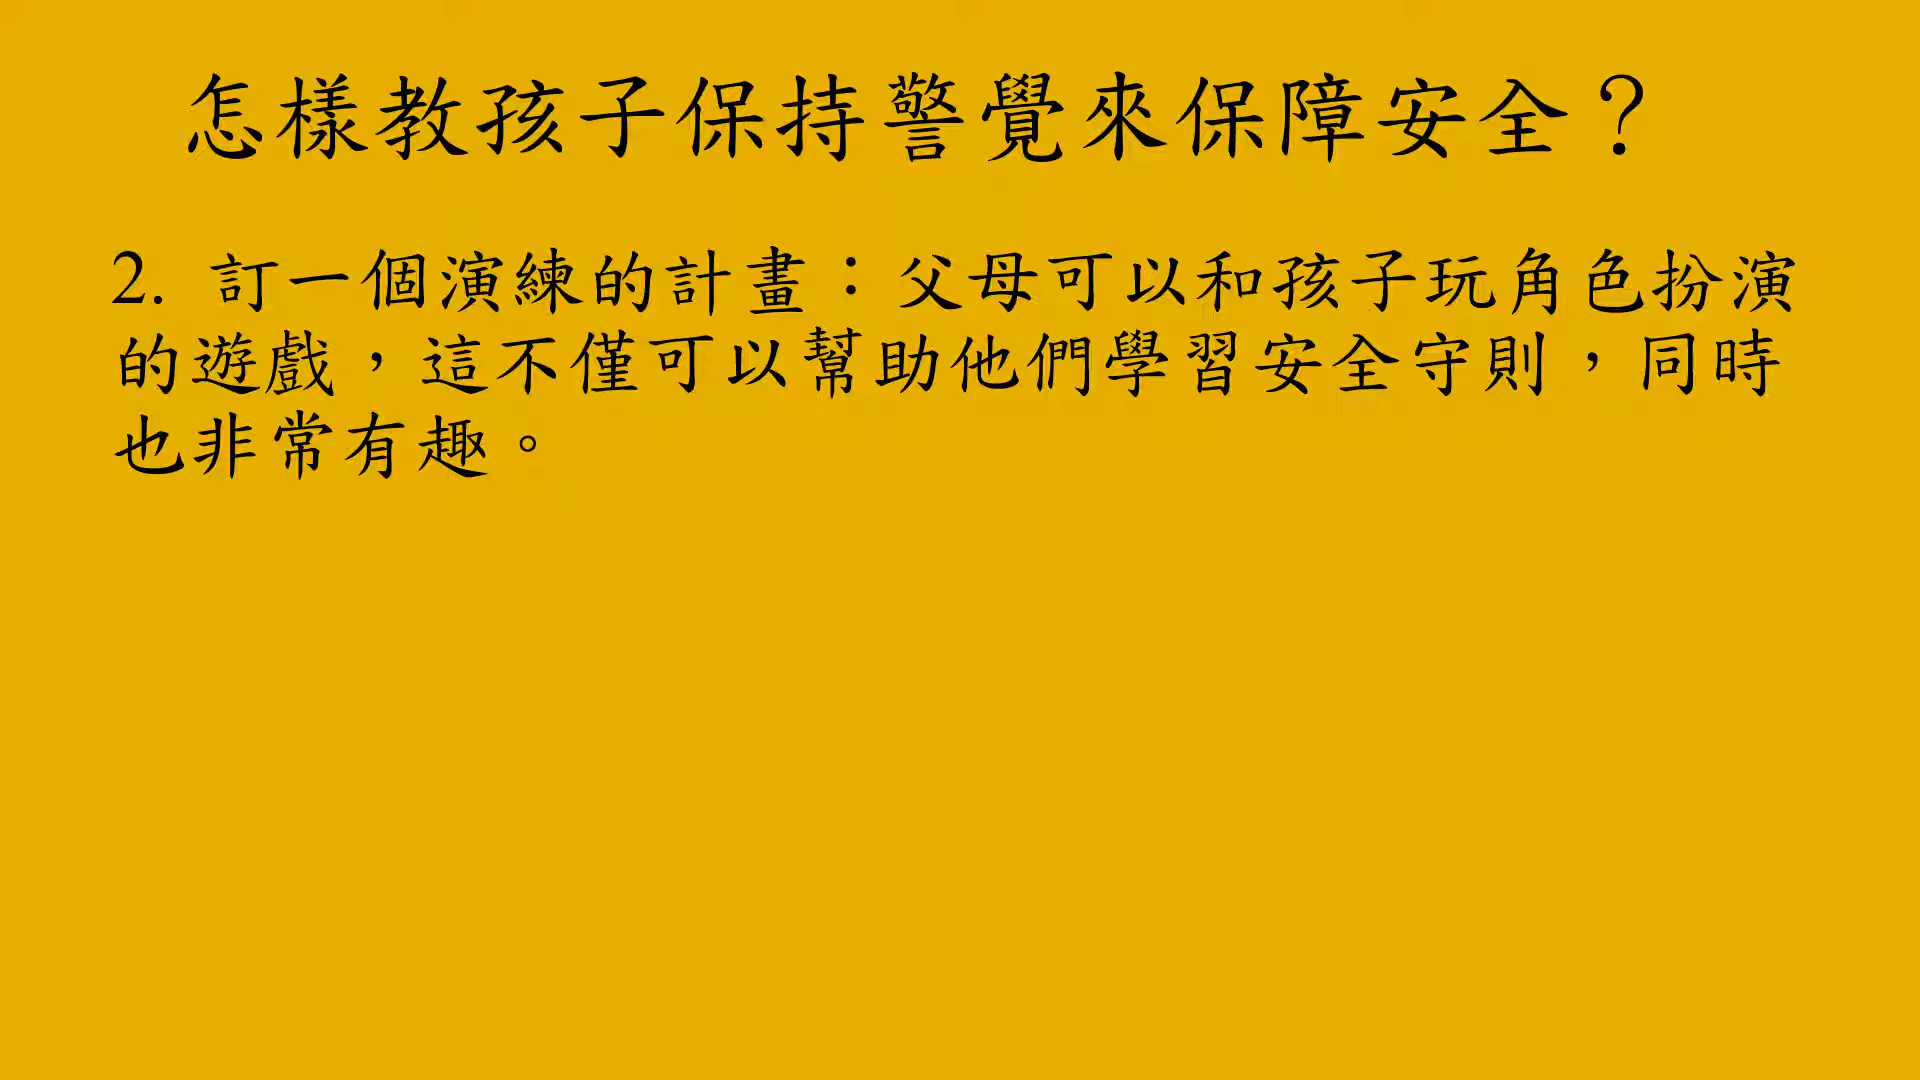 怎樣教孩子保持警覺來保障安全？
2. 訂一個演練的計畫：父母可以和孩子玩角色扮演
的遊戲，這不僅可以幫助他們學習安全守則，同時
也非常有趣。